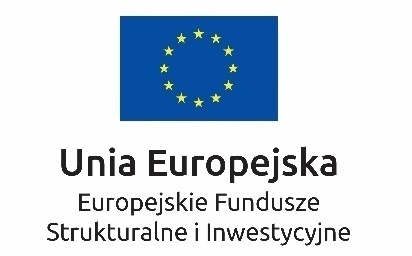 Unia Europejska
Europejskie Fundusze
Strukturalne i Inwestycyjne